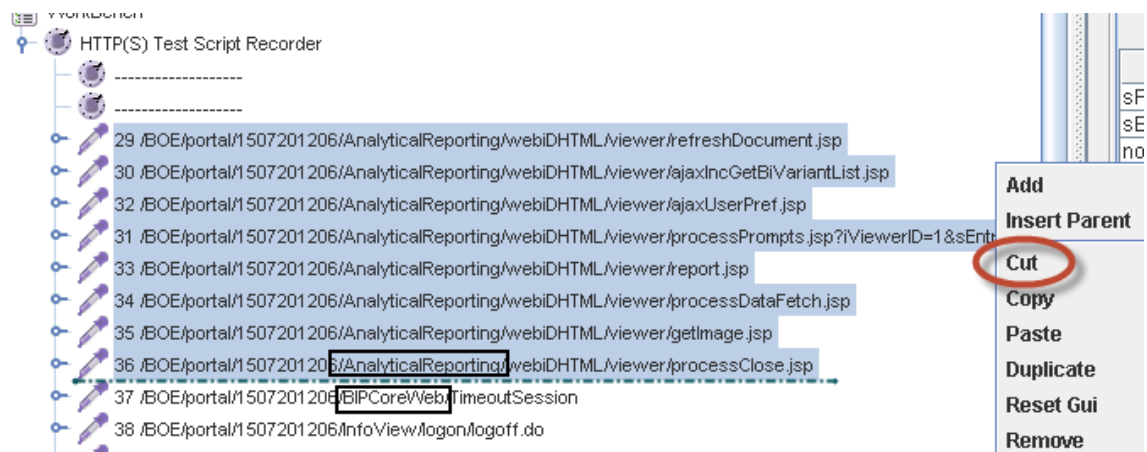 WorkBench
HTTP(S) Test Script Recorder
-------------------
-------------------
29 /BOE/portal/1507201206/AnalyticalReporting/webiDHTML/viewer/refreshDocument.jsp
30 /BOE/portal/1507201206/AnalyticalReporting/webiDHTML/viewer/ajaxIncGetBiVariantList.jsp
32 /BOE/portal/1507201206/AnalyticalReporting/webiDHTML/viewer/ajaxUserPref.jsp
31 /BOE/portal/1507201206/AnalyticalReporting/webiDHTML/viewer/processPrompts.jsp?iViewerID=1&sEntr
33 /BOE/portal/1507201206/AnalyticalReporting/webiDHTML/viewer/report.jsp
34 /BOE/portal/1507201206/AnalyticalReporting/webiDHTML/viewer/processDataFetch.jsp
35 /BOE/portal/1507201206/AnalyticalReporting/webiDHTML/viewer/getImage.jsp
36 /BOE/portal/1507201206/AnalyticalReporting/webiDHTML/viewer/processClose.jsp
37 /BOE/portal/1507201206/BIPCoreWeb/TimeoutSession
38 /BOE/portal/1507201206/InfoView/logon/logoff.do
sF
sE
no
Add
Insert Parent
Cut
Copy
Paste
Duplicate
Reset Gui
Remove